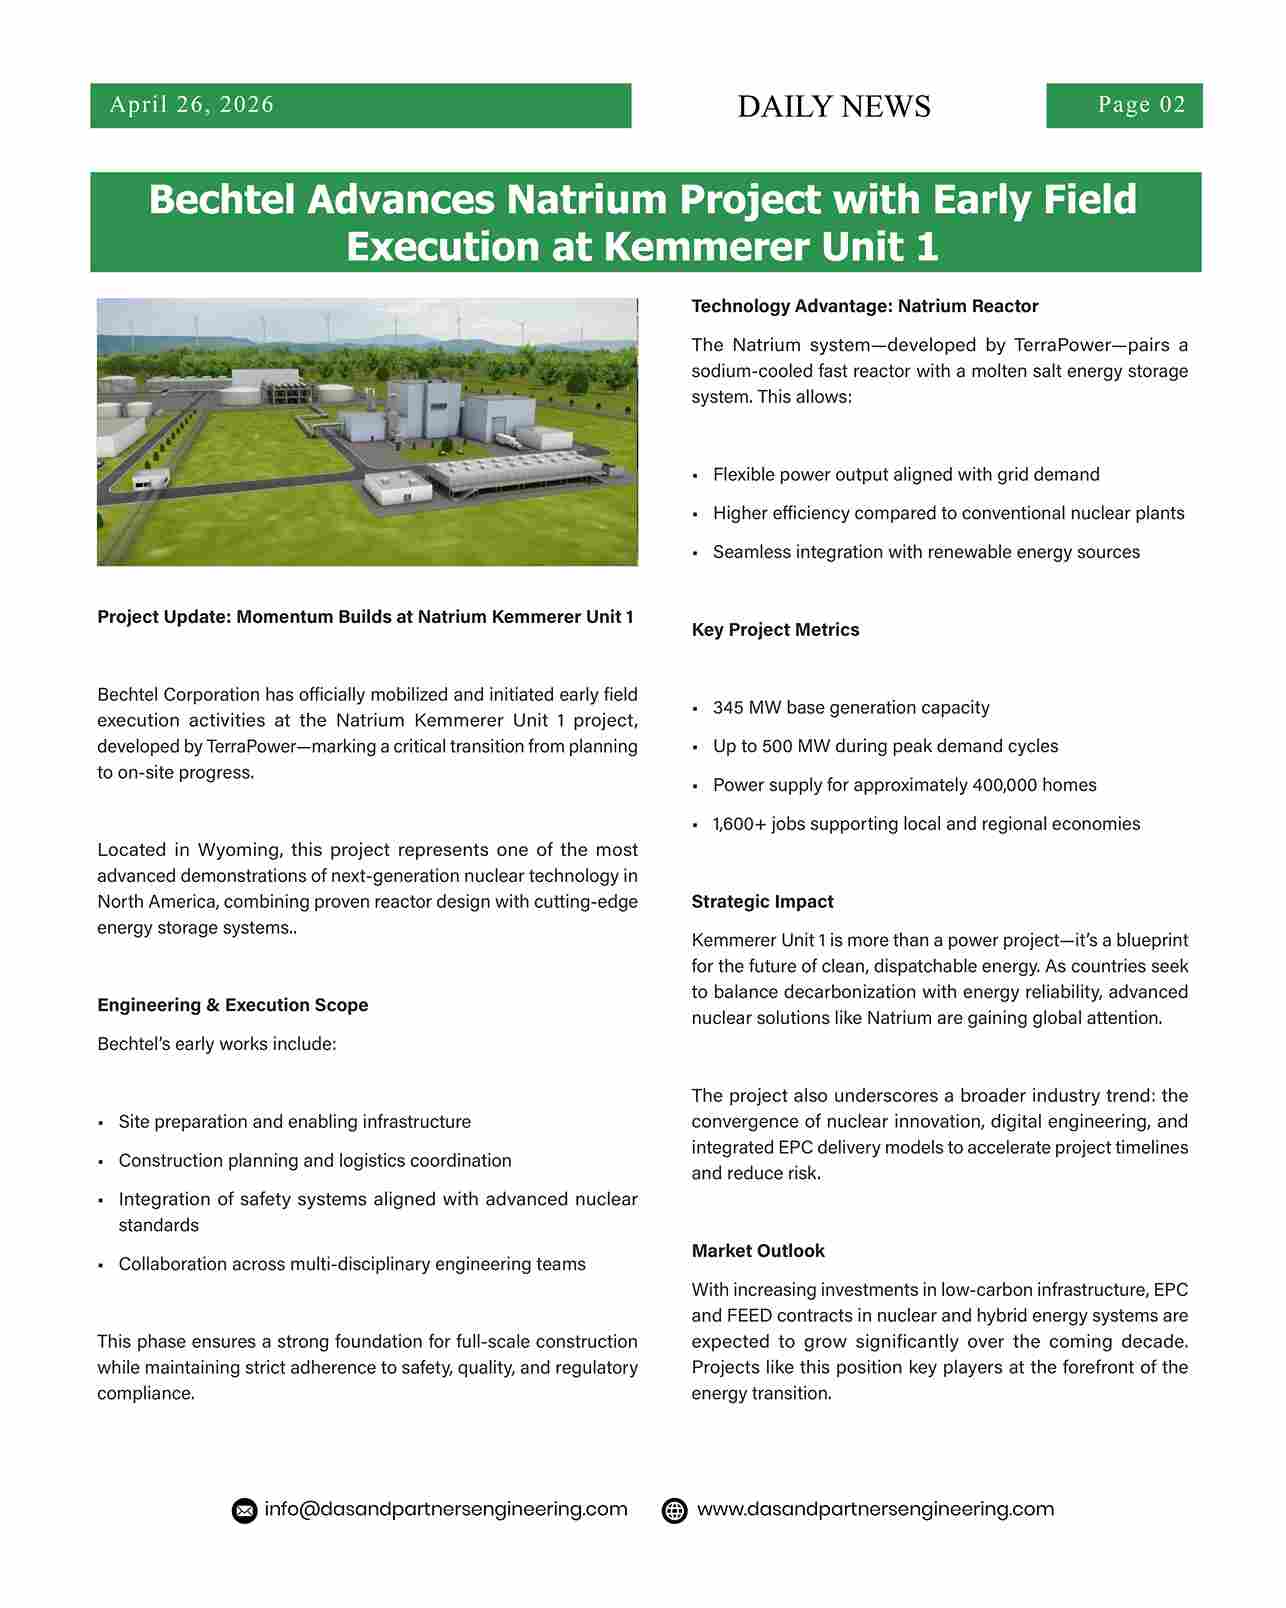 April 26, 2026
DAILY NEWS
Page 02
Bechtel Advances Natrium Project with Early Field
Execution at Kemmerer Unit 1
Project Update: Momentum Builds at Natrium Kemmerer Unit 1
Bechtel Corporation has officially mobilized and initiated early field
execution activities at the Natrium Kemmerer Unit 1 project,
developed by TerraPower—marking a critical transition from planning
to on-site progress.
Located in Wyoming, this project represents one of the most
advanced demonstrations of next-generation nuclear technology in
North America, combining proven reactor design with cutting-edge
energy storage systems..
Engineering & Execution Scope
Bechtel's early works include:
• Site preparation and enabling infrastructure
• Construction planning and logistics coordination
• Integration of safety systems aligned with advanced nuclear
standards
• Collaboration across multi-disciplinary engineering teams
This phase ensures a strong foundation for full-scale construction
while maintaining strict adherence to safety, quality, and regulatory
compliance.
Technology Advantage: Natrium Reactor
The Natrium system—developed by TerraPower—pairs a
sodium-cooled fast reactor with a molten salt energy storage
system. This allows:
• Flexible power output aligned with grid demand
• Higher efficiency compared to conventional nuclear plants
• Seamless integration with renewable energy sources
Key Project Metrics
• 345 MW base generation capacity
• Up to 500 MW during peak demand cycles
• Power supply for approximately 400,000 homes
• 1,600+ jobs supporting local and regional economies
Strategic Impact
Kemmerer Unit 1 is more than a power project—it's a blueprint
for the future of clean, dispatchable energy. As countries seek
to balance decarbonization with energy reliability, advanced
nuclear solutions like Natrium are gaining global attention.
The project also underscores a broader industry trend: the
convergence of nuclear innovation, digital engineering, and
integrated EPC delivery models to accelerate project timelines
and reduce risk.
Market Outlook
With increasing investments in low-carbon infrastructure, EPC
and FEED contracts in nuclear and hybrid energy systems are
expected to grow significantly over the coming decade.
Projects like this position key players at the forefront of the
energy transition.
info@dasandpartnersengineering.com
www.dasandpartnersengineering.com